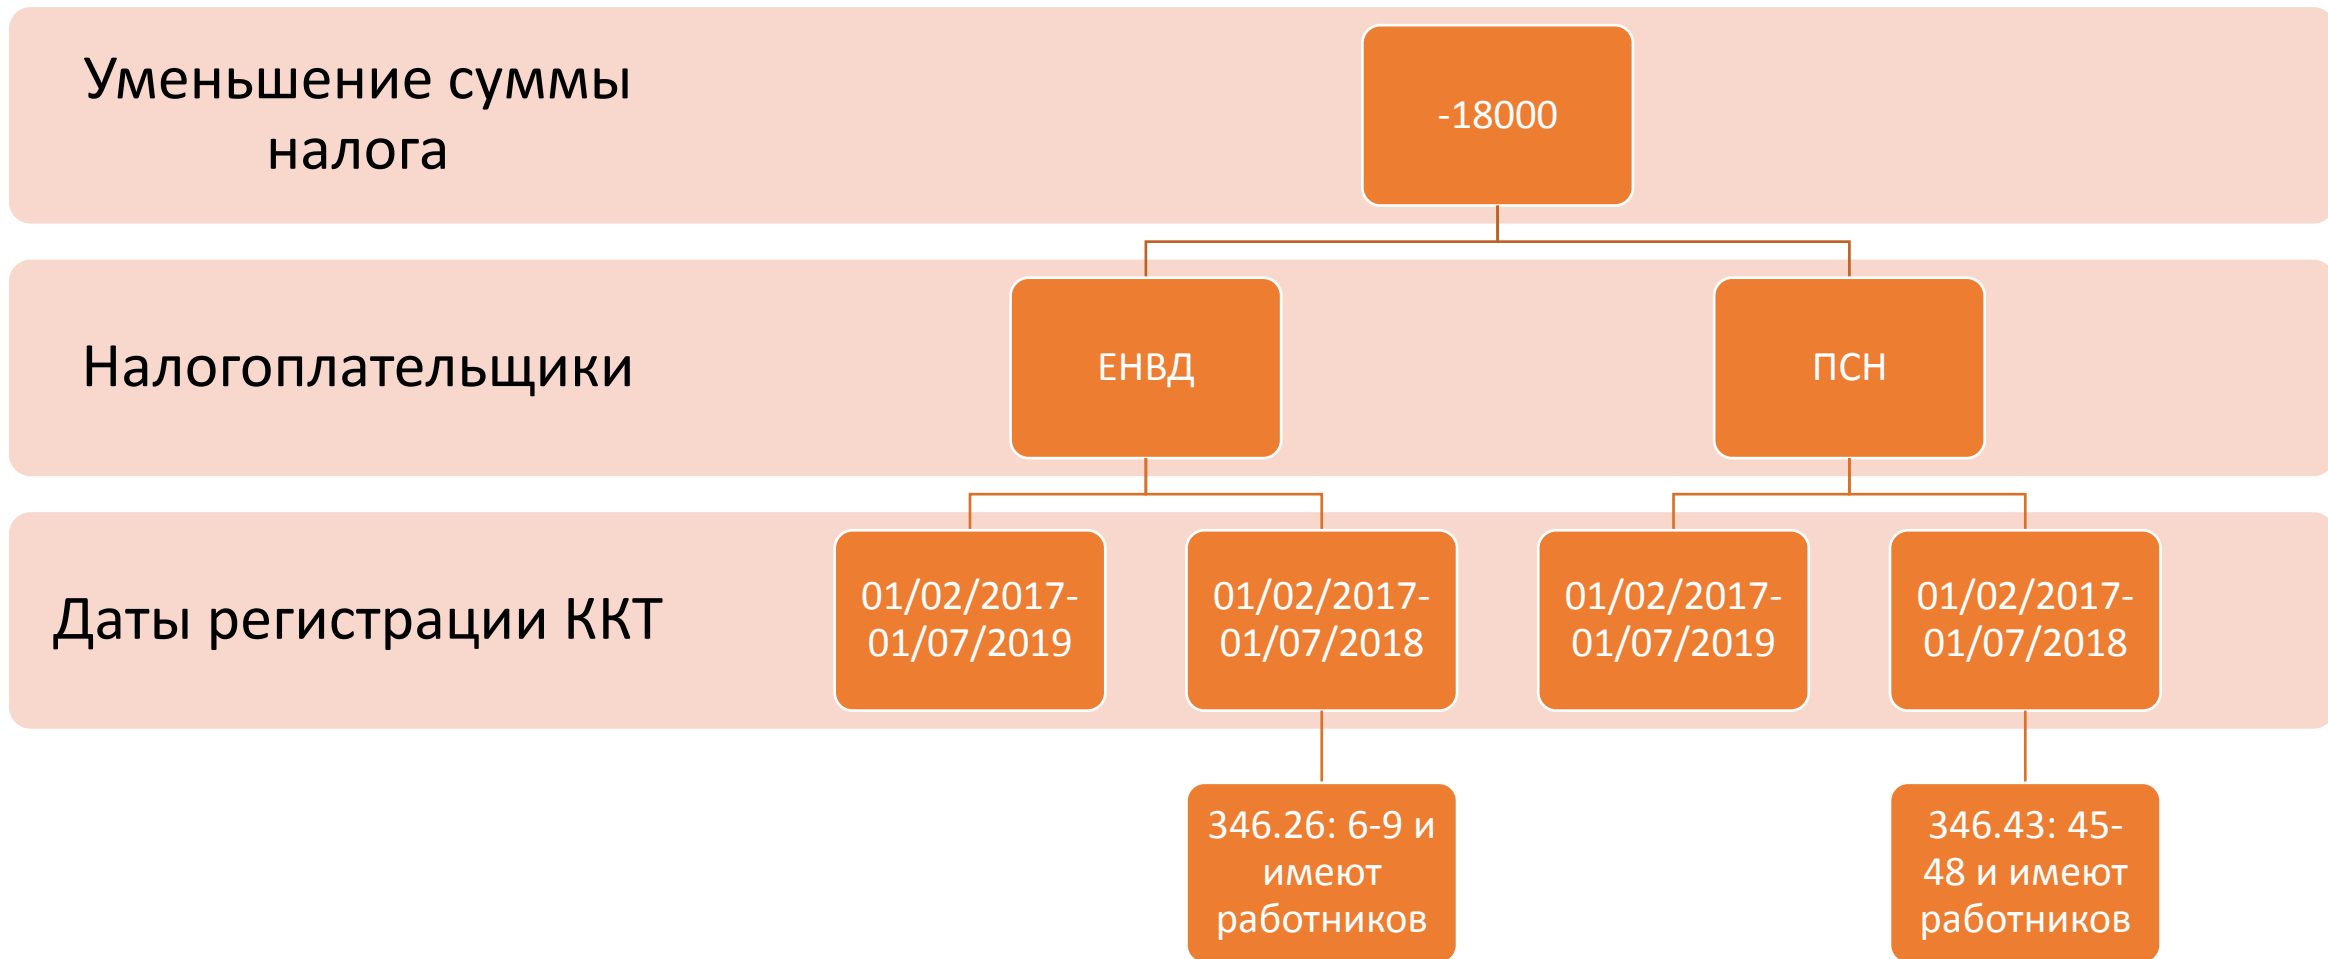 Уменьшение суммы
налога
-18000
Налогоплательщики
ЕНВД
ПСН
Даты регистрации ККТ
01/02/2017-
01/07/2019
01/02/2017-
01/07/2018
01/02/2017-
01/07/2019
01/02/2017-
01/07/2018
346.26: 6-9 и
имеют
работников
346.43: 45-
48 и имеют
работников